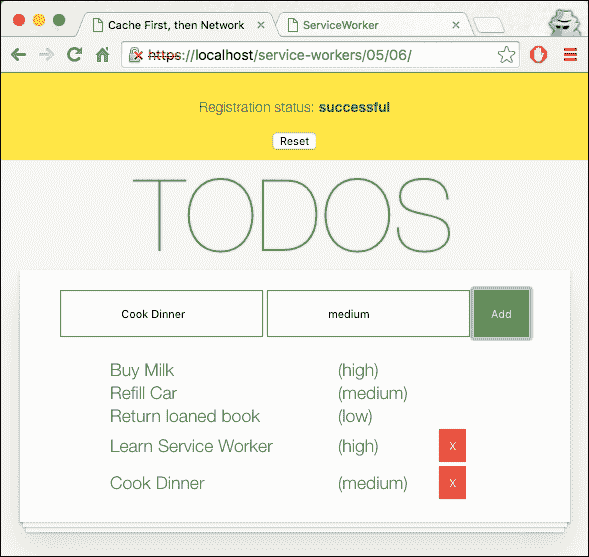 Cache First, then Network
ServiceWorker
https://localhost/service-workers/05/06/
Registration status: successful
Reset
TODOS
Cook Dinner medium Add
Buy Milk (high)
Refill Car (medium)
Return loaned book (low)
Learn Service Worker (high) X
Cook Dinner (medium) X